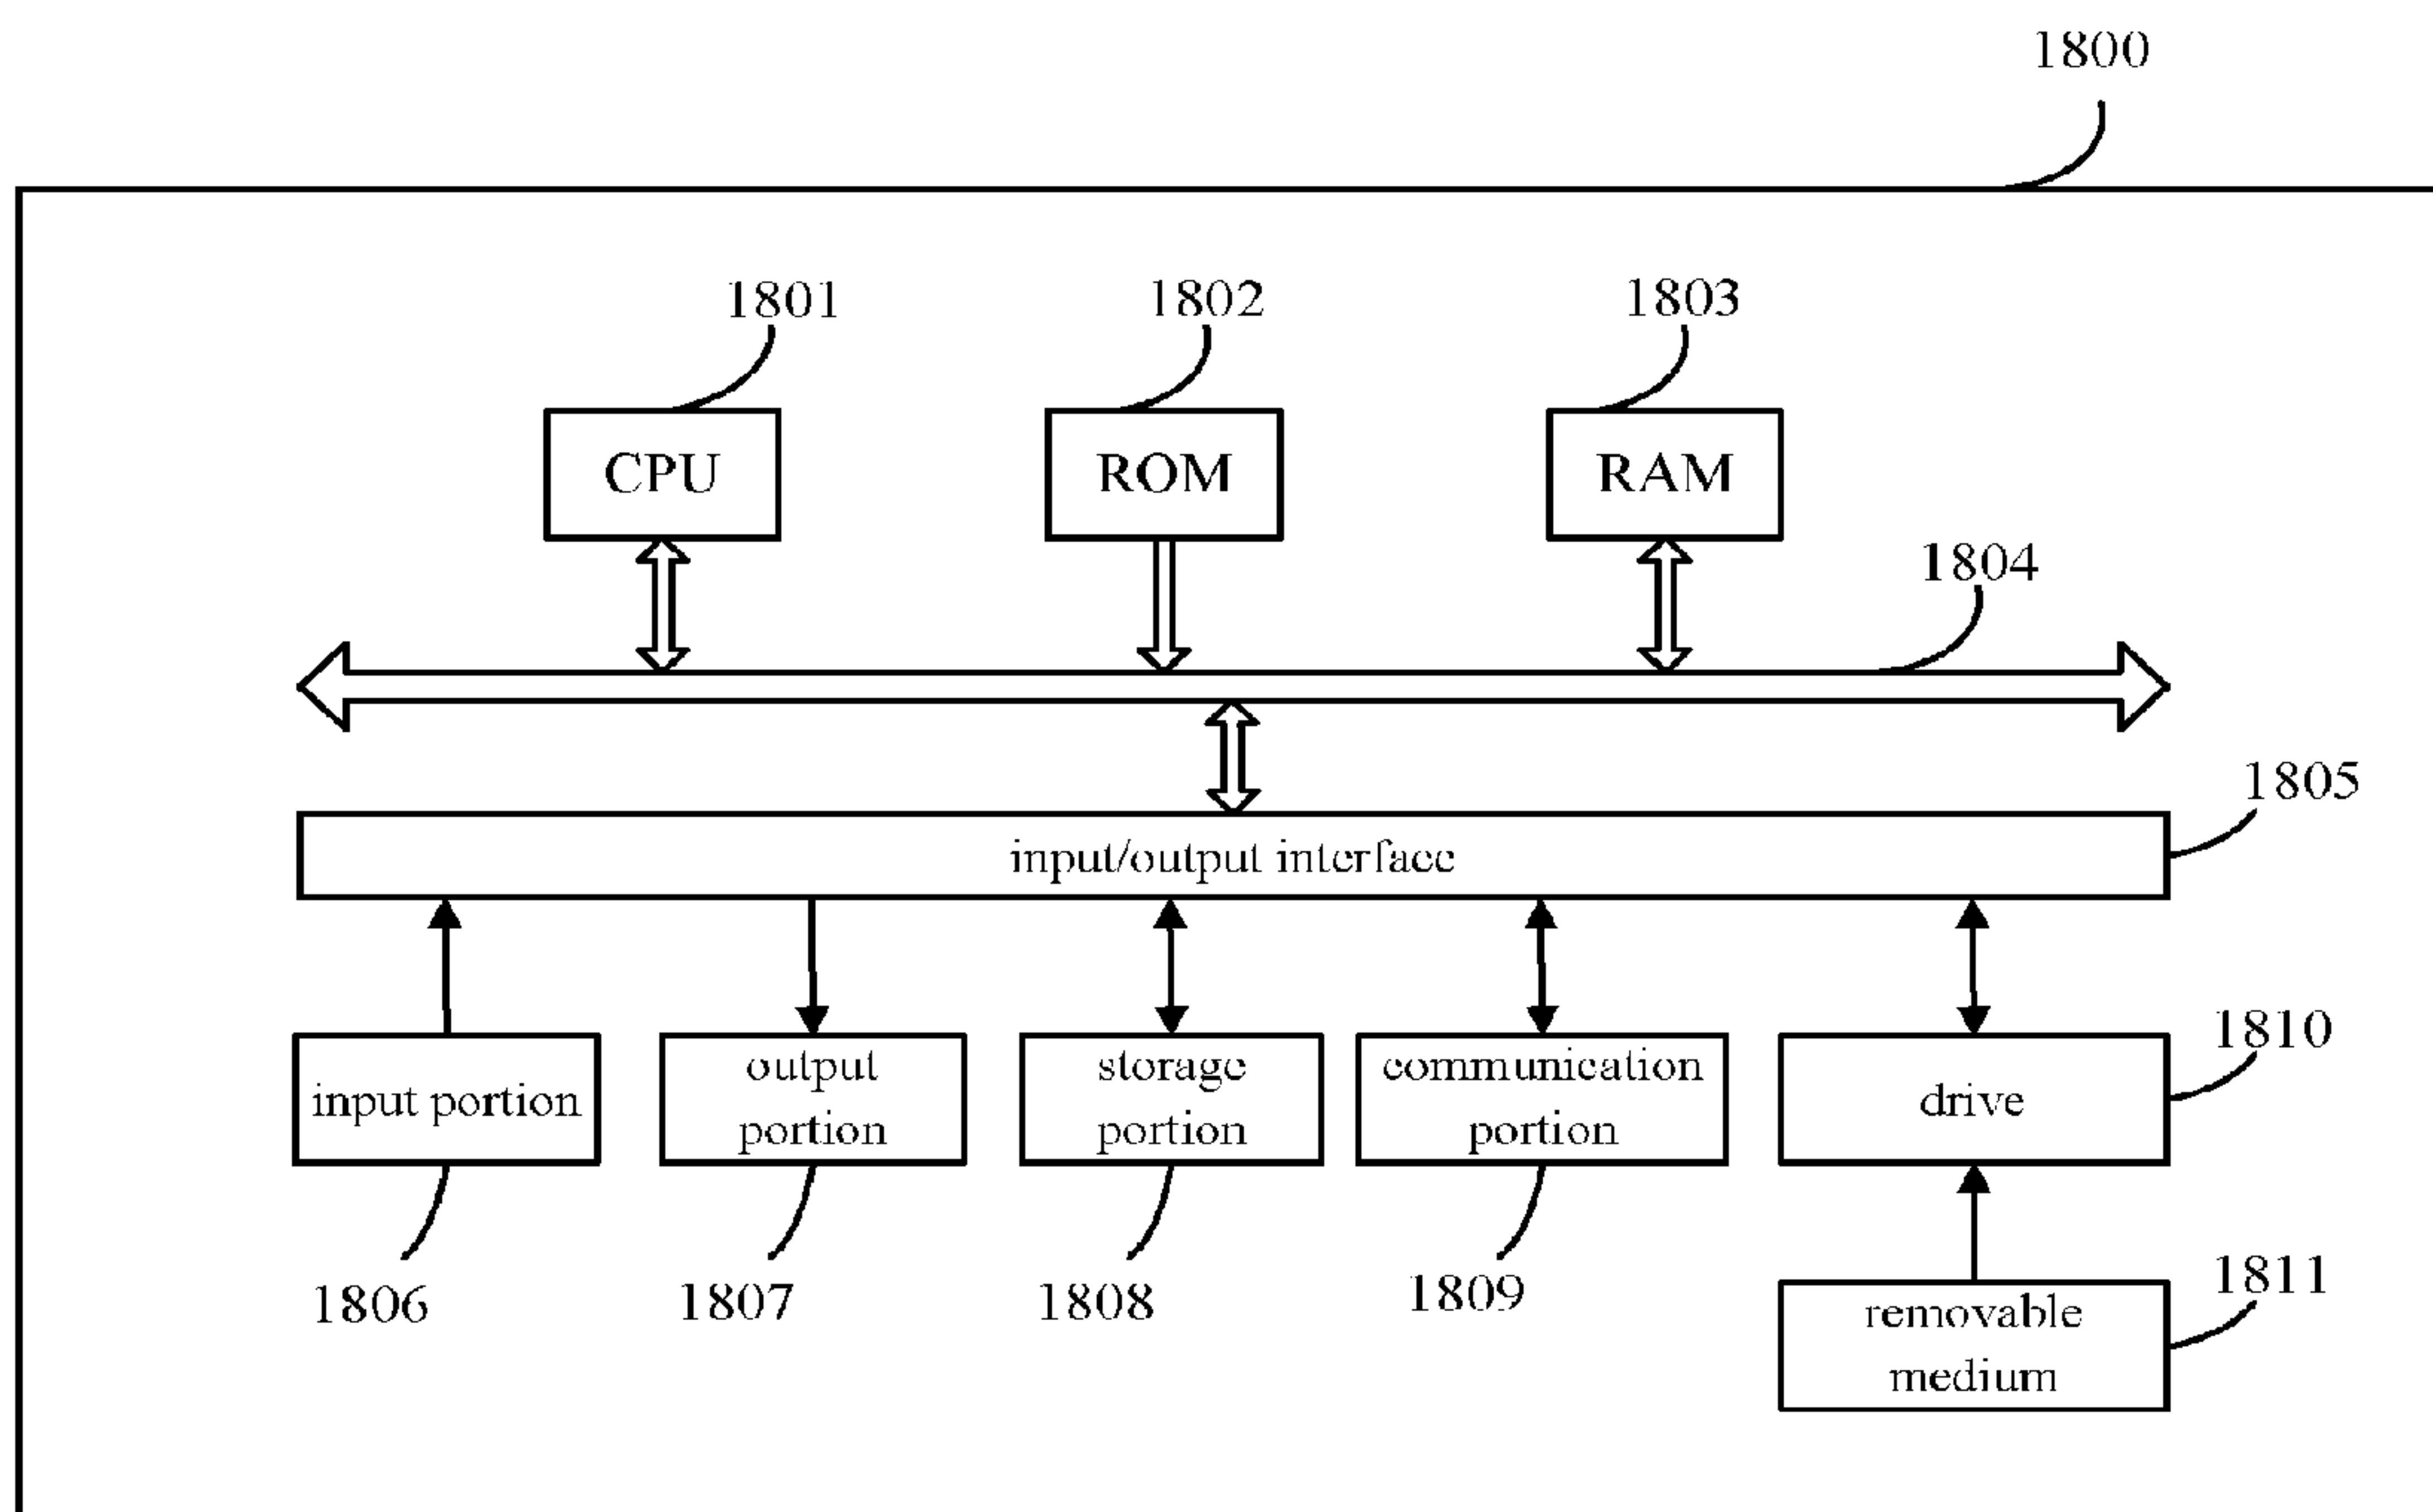 1800
1801
1802
1803
CPU
ROM
RAM
1804
1805
input/output interface
1810
input portion
output
portion
storage
portion
communication
portion
drive
1806
1807
1808
1809
1811
removable
medium